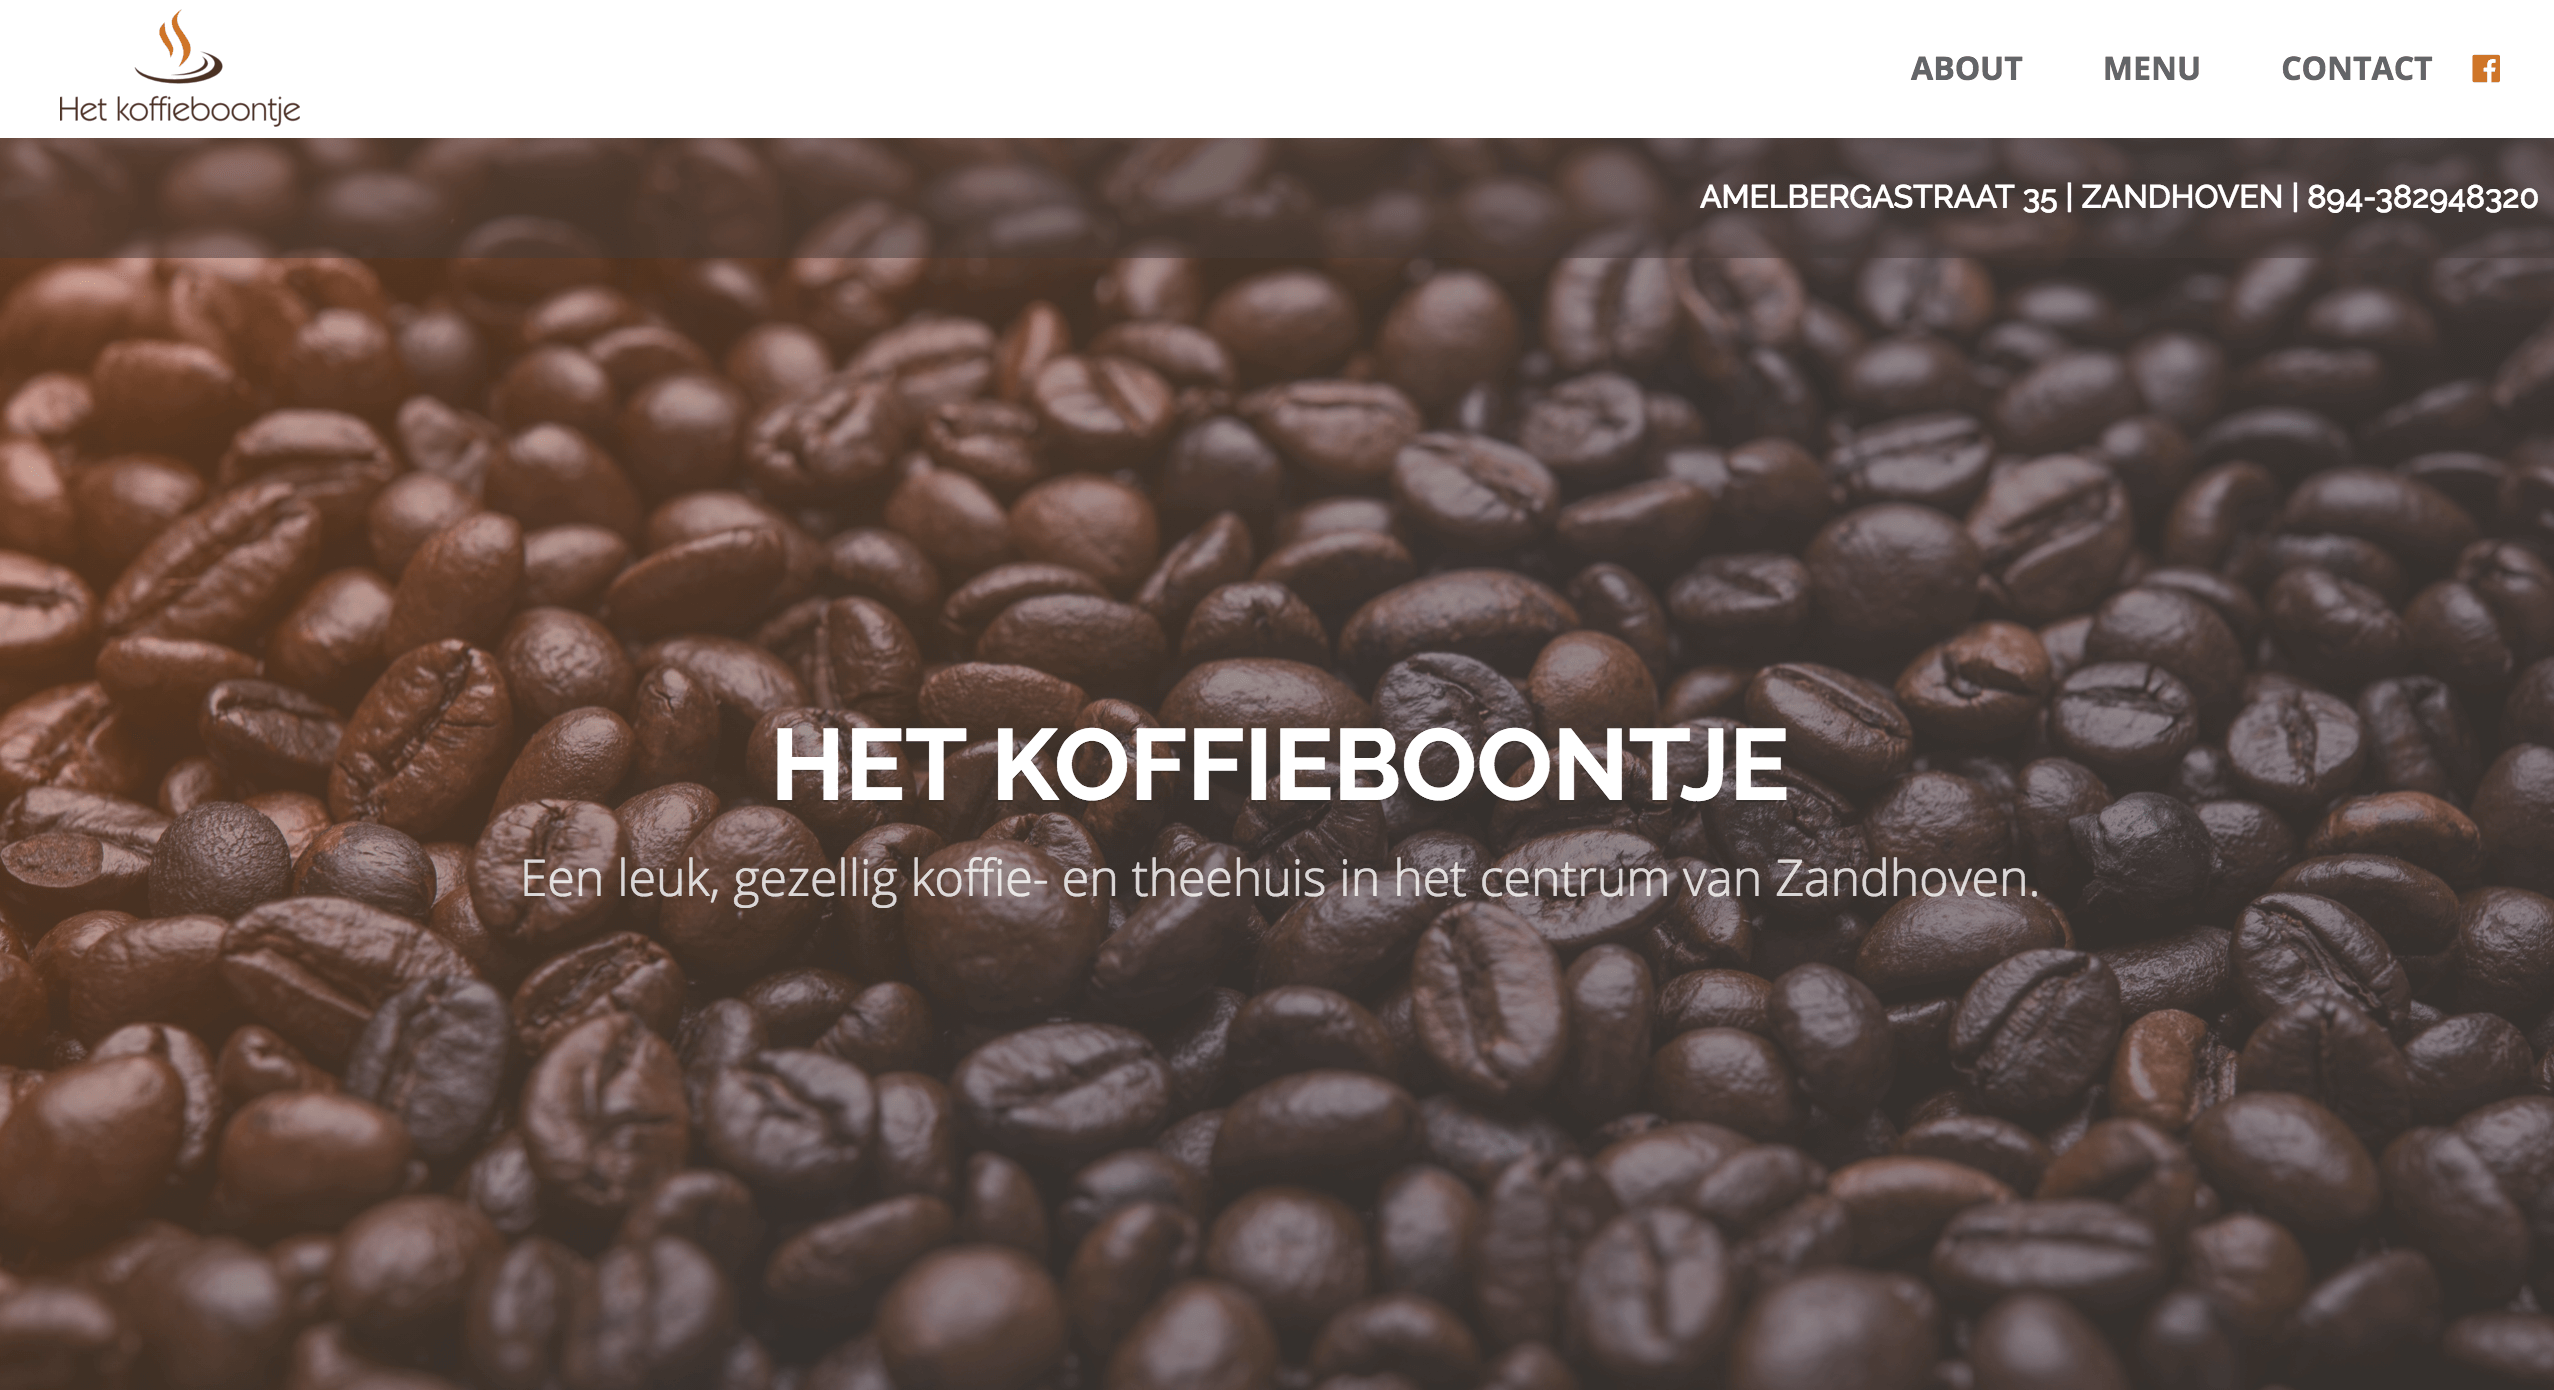 Het koffieboontje
ABOUT MENU CONTACT
AMELBERGASTRAAT 35 | ZANDHOVEN | 894-382948320
HET KOFFIEBOONTJE
Een leuk, gezellig koffie- en theehuis in het centrum van Zandhoven.